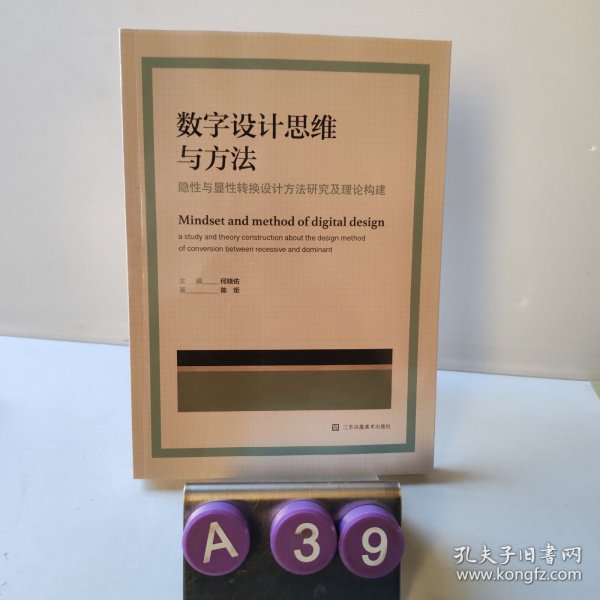 数字设计思维
与方法
隐性与显性转换设计方法研究及理论构建
Mindset and method of digital design
a study and theory construction about the design method
of conversion between recessive and dominant
主 编 何晓佑
著 陈 炬
江苏凤凰美术出版社
A 3 9
孔夫子旧书网
www.kongfz.com